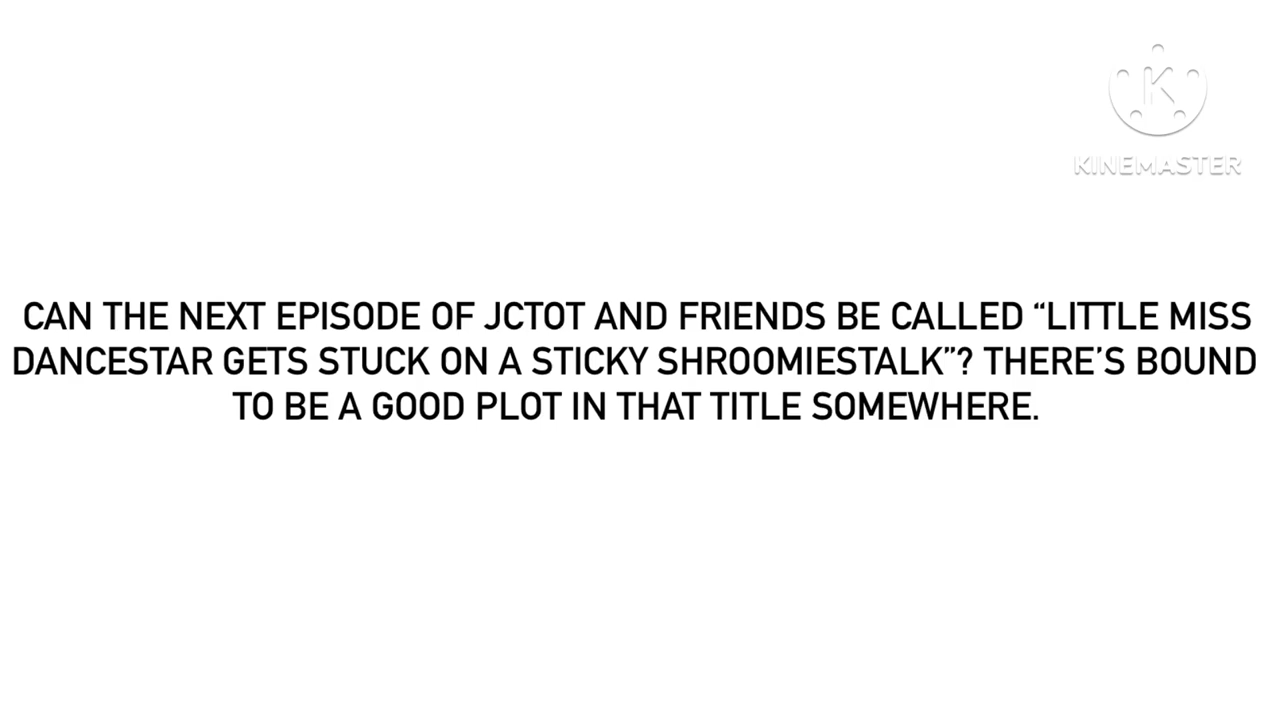 KINEMASTER
CAN THE NEXT EPISODE OF JCTOT AND FRIENDS BE CALLED “LITTLE MISS
DANCESTAR GETS STUCK ON A STICKY SHROOMIESTALK”? THERE’S BOUND
TO BE A GOOD PLOT IN THAT TITLE SOMEWHERE.